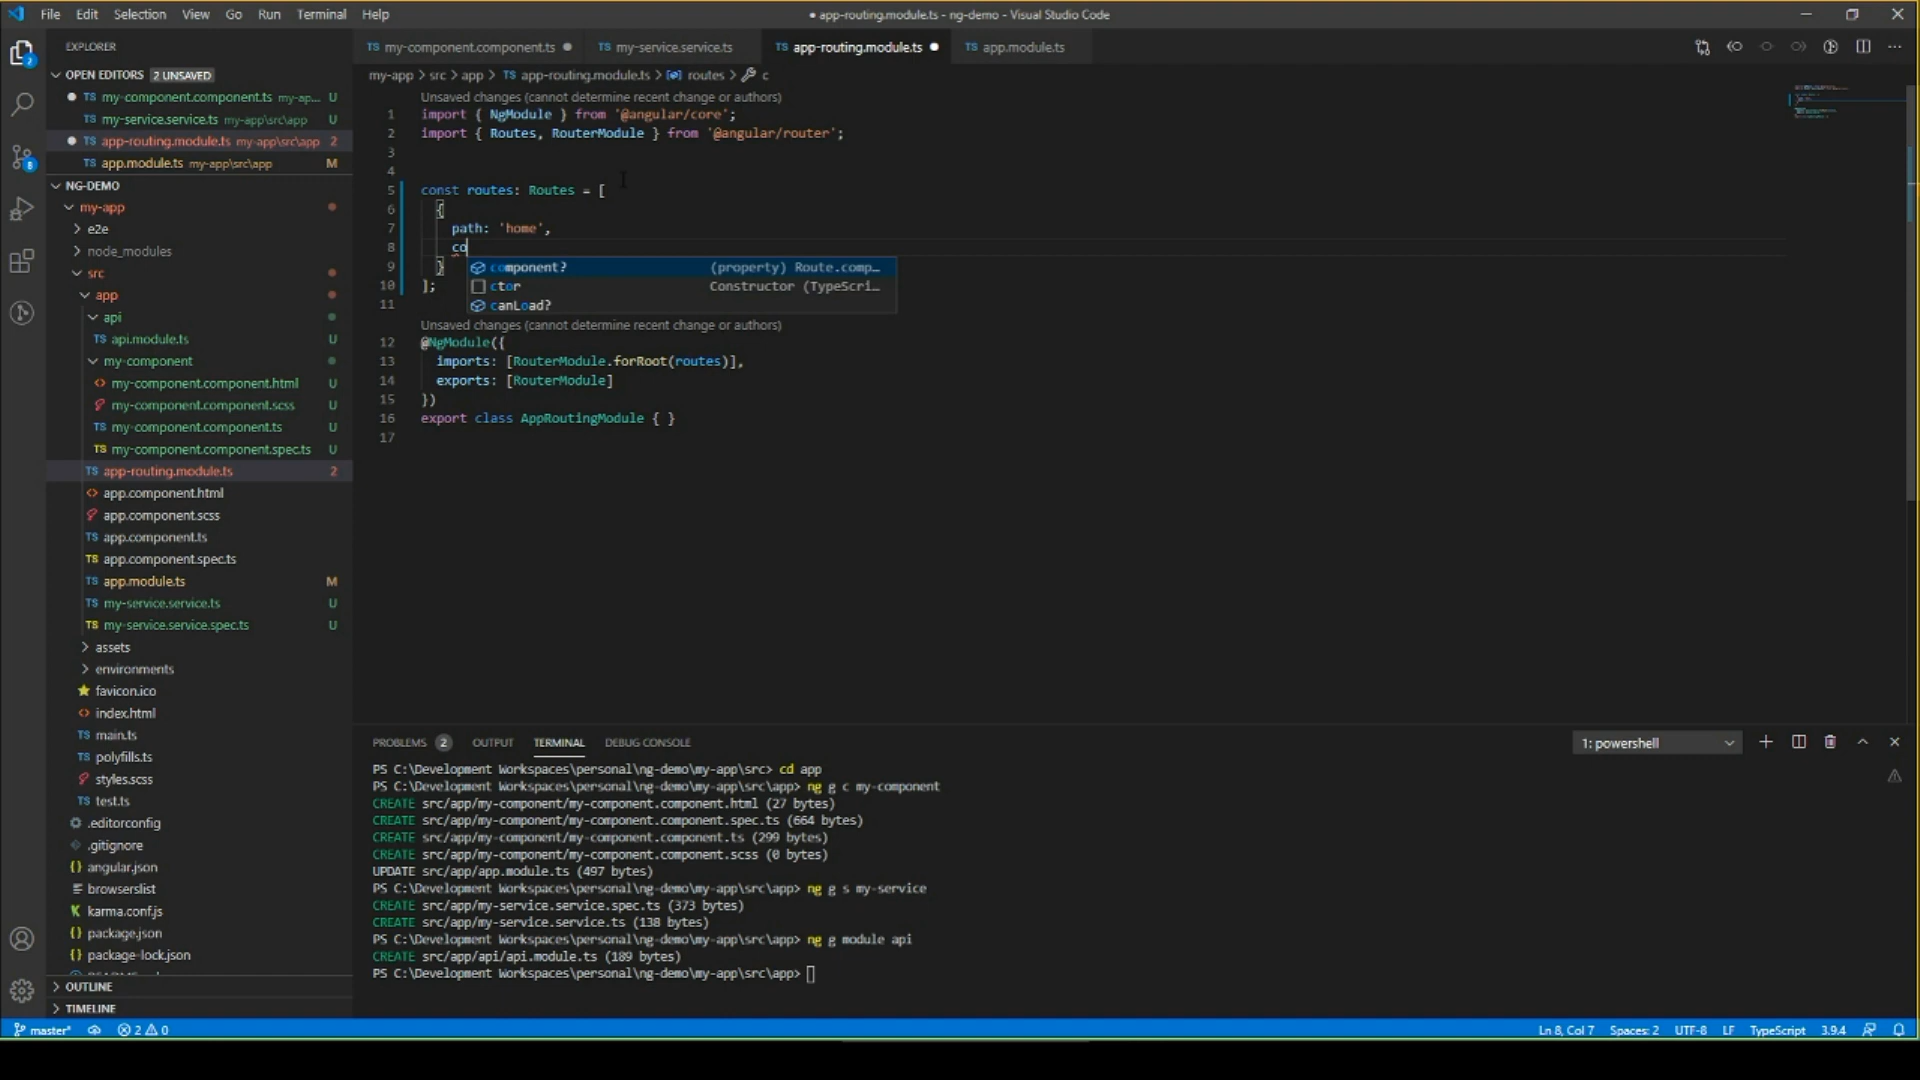 File Edit Selection View Go Run Terminal Help
● app-routing.module.ts - ng-demo - Visual Studio Code
EXPLORER
OPEN EDITORS 2 UNSAVED
my-component.component.ts my-ap... U
my-service.service.ts my-app\src\app U
app-routing.module.ts my-app\src\app 2
app.module.ts my-app\src\app M
NG-DEMO
my-app
e2e
node_modules
src
app
api
TS api.module.ts U
my-component
my-component.component.html U
my-component.component.scss U
TS my-component.component.ts U
TS my-component.component.spec.ts U
TS app-routing.module.ts 2
app.component.html
app.component.scss
TS app.component.ts
TS app.component.spec.ts
TS app.module.ts M
TS my-service.service.ts U
TS my-service.service.spec.ts U
assets
environments
favicon.ico
index.html
TS main.ts
TS polyfills.ts
styles.scss
TS test.ts
.editorconfig
.gitignore
{} angular.json
browserslist
K karma.conf.js
{} package.json
{} package-lock.json
OUTLINE
TIMELINE
TS my-component.component.ts ● TS my-service.service.ts TS app-routing.module.ts ● TS app.module.ts
my-app > src > app > TS app-routing.module.ts > routes > c
Unsaved changes (cannot determine recent change or authors)
1 import { NgModule } from '@angular/core';
2 import { Routes, RouterModule } from '@angular/router';
3
4
5 const routes: Routes = [
6 {
7 path: 'home',
8 co
9 }
10 ];
11
component? (property) Route.comp...
ctor Constructor (TypeScri...
canLoad?
Unsaved changes (cannot determine recent change or authors)
12 @NgModule({
13 imports: [RouterModule.forRoot(routes)],
14 exports: [RouterModule]
15 })
16 export class AppRoutingModule { }
17
PROBLEMS 2 OUTPUT TERMINAL DEBUG CONSOLE 1: powershell
PS C:\Development Workspaces\personal\ng-demo\my-app\src> cd app
PS C:\Development Workspaces\personal\ng-demo\my-app\src\app> ng g c my-component
CREATE src/app/my-component/my-component.component.html (27 bytes)
CREATE src/app/my-component/my-component.component.spec.ts (664 bytes)
CREATE src/app/my-component/my-component.component.ts (299 bytes)
CREATE src/app/my-component/my-component.component.scss (0 bytes)
UPDATE src/app/app.module.ts (497 bytes)
PS C:\Development Workspaces\personal\ng-demo\my-app\src\app> ng g s my-service
CREATE src/app/my-service.service.spec.ts (373 bytes)
CREATE src/app/my-service.service.ts (138 bytes)
PS C:\Development Workspaces\personal\ng-demo\my-app\src\app> ng g module api
CREATE src/app/api/api.module.ts (189 bytes)
PS C:\Development Workspaces\personal\ng-demo\my-app\src\app>
master* 2 0 Ln 8, Col 7 Spaces: 2 UTF-8 LF TypeScript 3.9.4